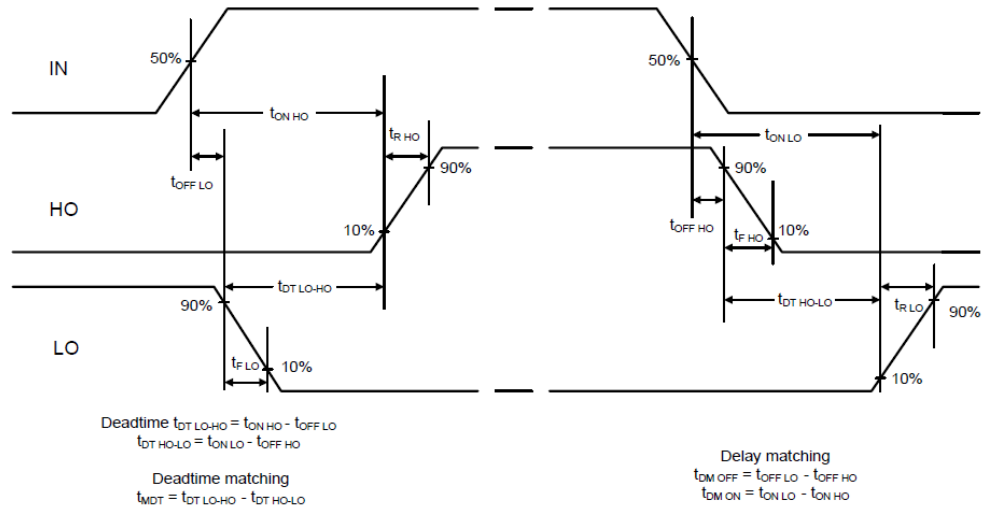 50%
IN
50%
tON HO
tR HO
tON LO
tOFF LO
90%
90%
HO
10%
tOFF HO
tF HO
10%
tDT LO-HO
tDT HO-LO
tR LO
90%
90%
LO
tF LO
10%
10%
Deadtime tDT LO-HO = tON HO - tOFF LO
tDT HO-LO = tON LO - tOFF HO
Deadtime matching
tMDT = tDT LO-HO - tDT HO-LO
Delay matching
tDM OFF = tOFF LO - tOFF HO
tDM ON = tON LO - tON HO